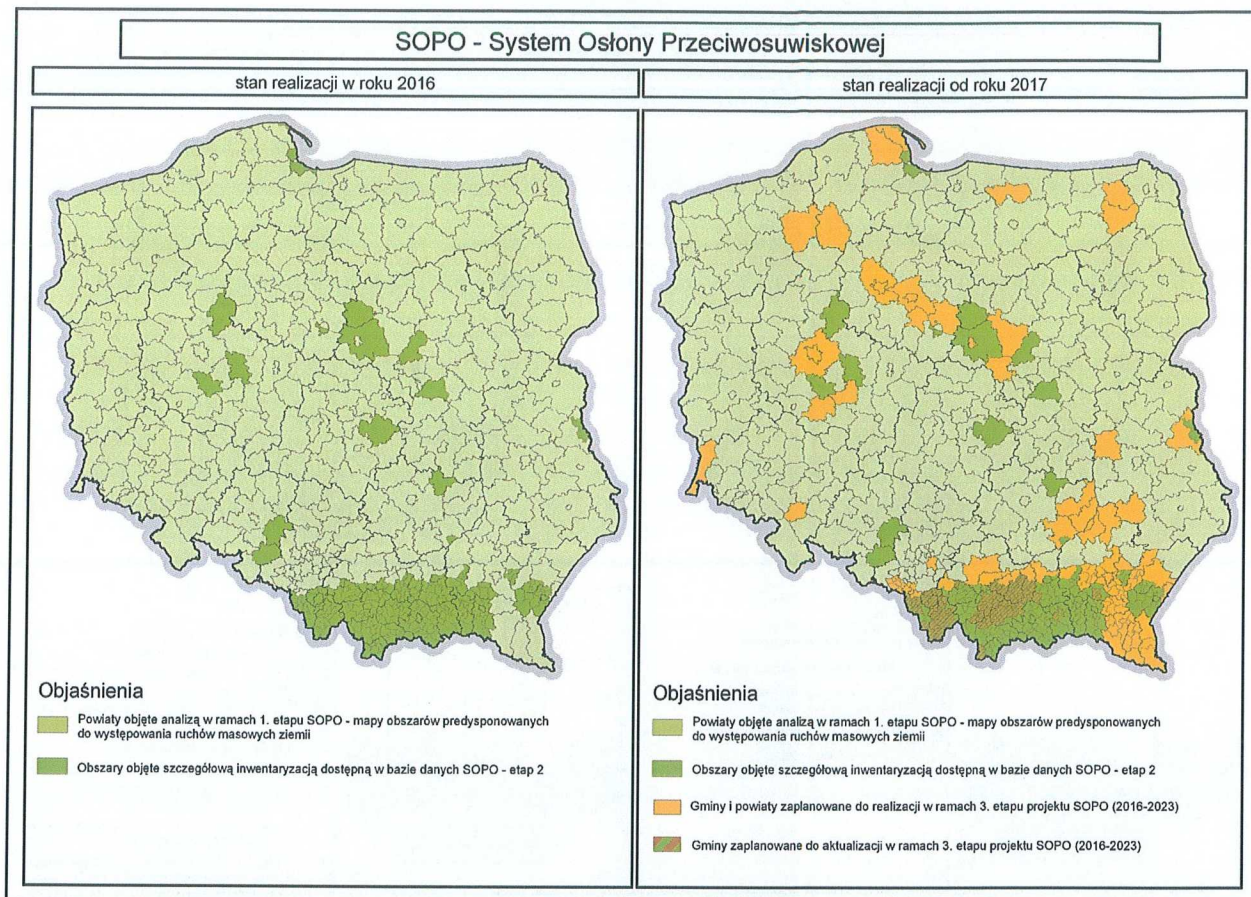 SOPO - System Osłony Przeciwosuwiskowej
stan realizacji w roku 2016
stan realizacji od roku 2017
Objaśnienia
Powiaty objęte analizą w ramach 1. etapu SOPO - mapy obszarów predysponowanych
do występowania ruchów masowych ziemii
Obszary objęte szczegółową inwentaryzacją dostępną w bazie danych SOPO - etap 2
Objaśnienia
Powiaty objęte analizą w ramach 1. etapu SOPO - mapy obszarów predysponowanych
do występowania ruchów masowych ziemii
Obszary objęte szczegółową inwentaryzacją dostępną w bazie danych SOPO - etap 2
Gminy i powiaty zaplanowane do realizacji w ramach 3. etapu projektu SOPO (2016-2023)
Gminy zaplanowane do aktualizacji w ramach 3. etapu projektu SOPO (2016-2023)